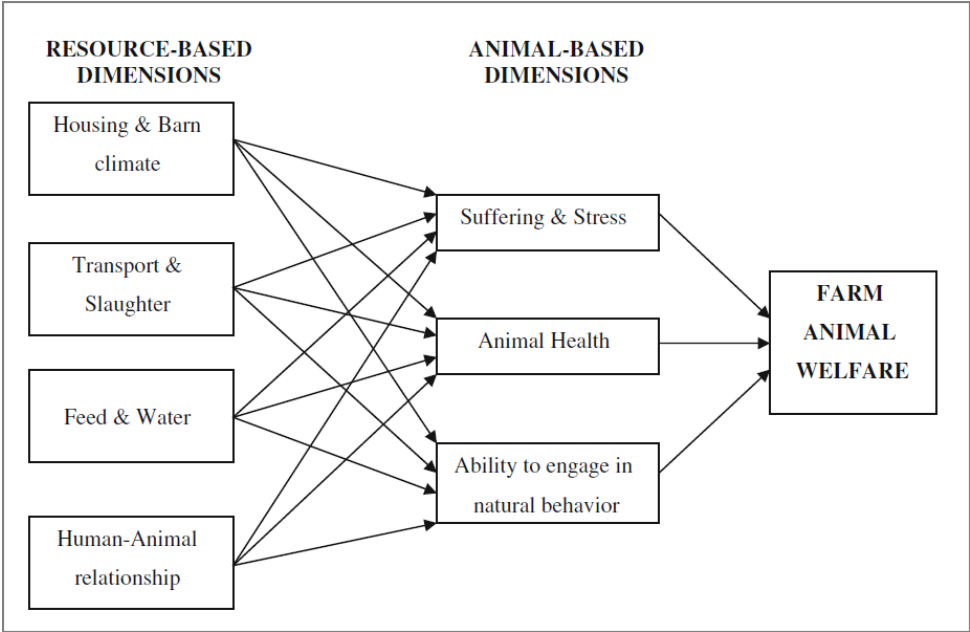 RESOURCE-BASED
DIMENSIONS
Housing & Barn
climate
Transport &
Slaughter
Feed & Water
Human-Animal
relationship
ANIMAL-BASED
DIMENSIONS
Suffering & Stress
Animal Health
Ability to engage in
natural behavior
FARM
ANIMAL
WELFARE